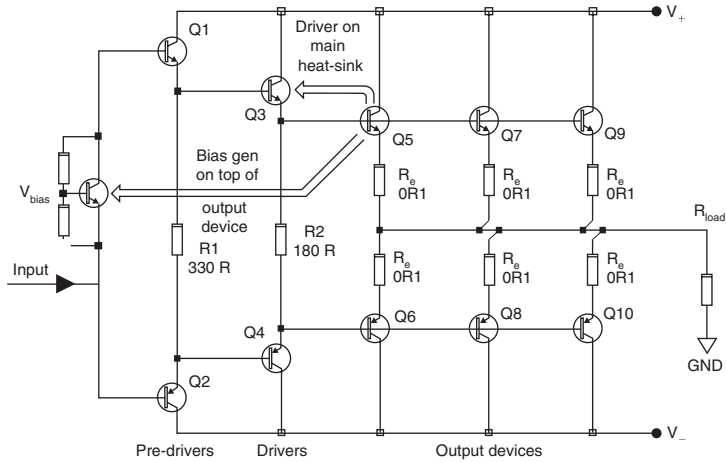 Q1
V+
Driver on
main
heat-sink
Q3
Q5
Q7
Q9
Bias gen
on top of
output
device
Vbias
Re
0R1
Re
0R1
Re
0R1
Rload
R1
330 R
R2
180 R
Re
0R1
Re
0R1
Re
0R1
Input
Q4
Q6
Q8
Q10
GND
Q2
V−
Pre-drivers
Drivers
Output devices